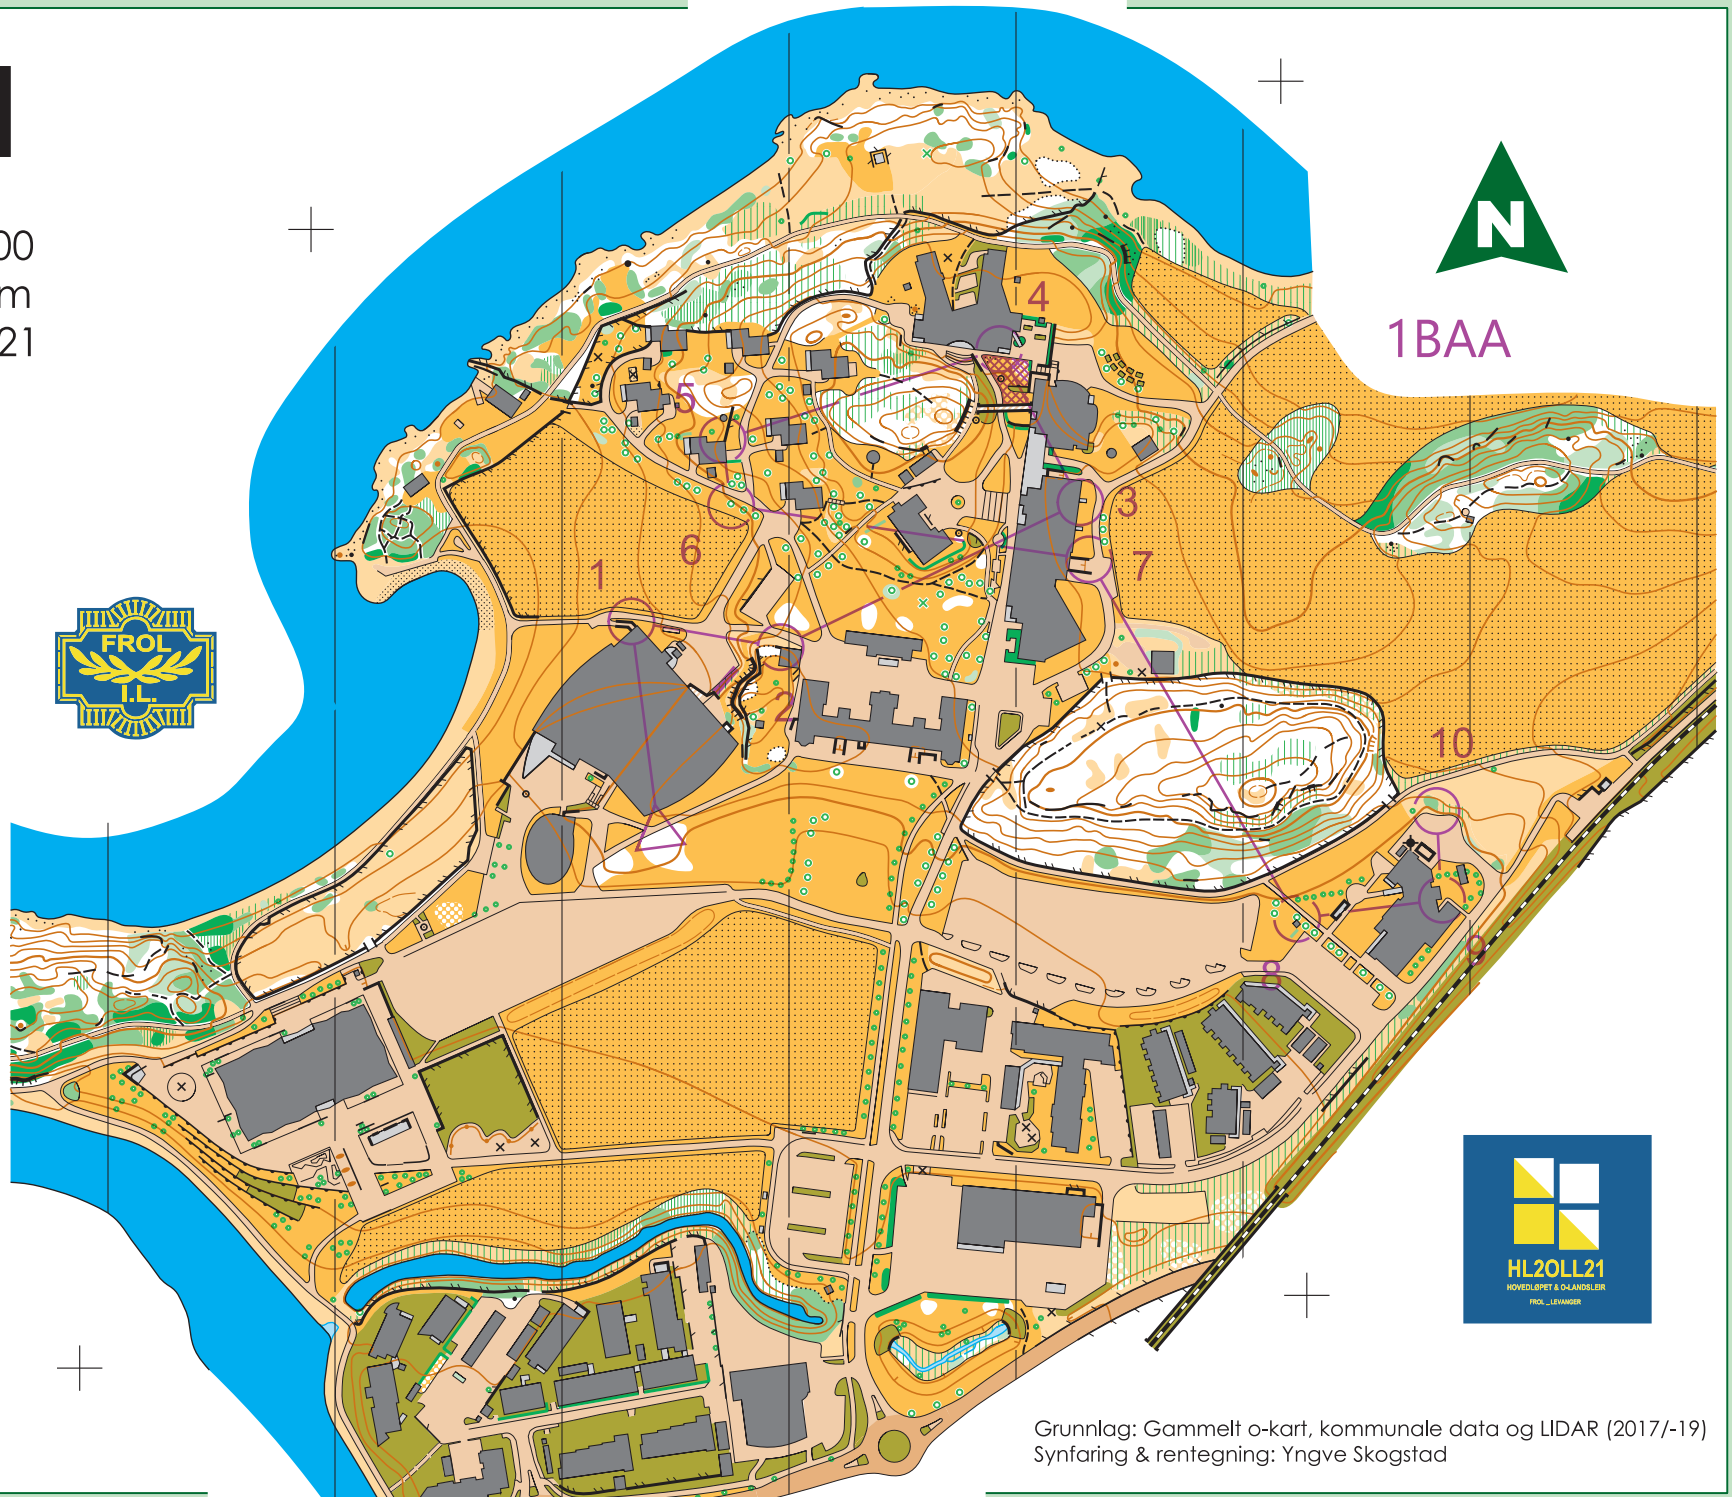 00
m
21
N
1BAA
4
5
3
6
1
7
2
10
8
9
FROL
I.L.
HL2OLL21
HOVEDLØPET & O-LANDSLEIR
FROL _ LEVANGER
Grunnlag: Gammelt o-kart, kommunale data og LIDAR (2017/-19)
Synfaring & rentegning: Yngve Skogstad